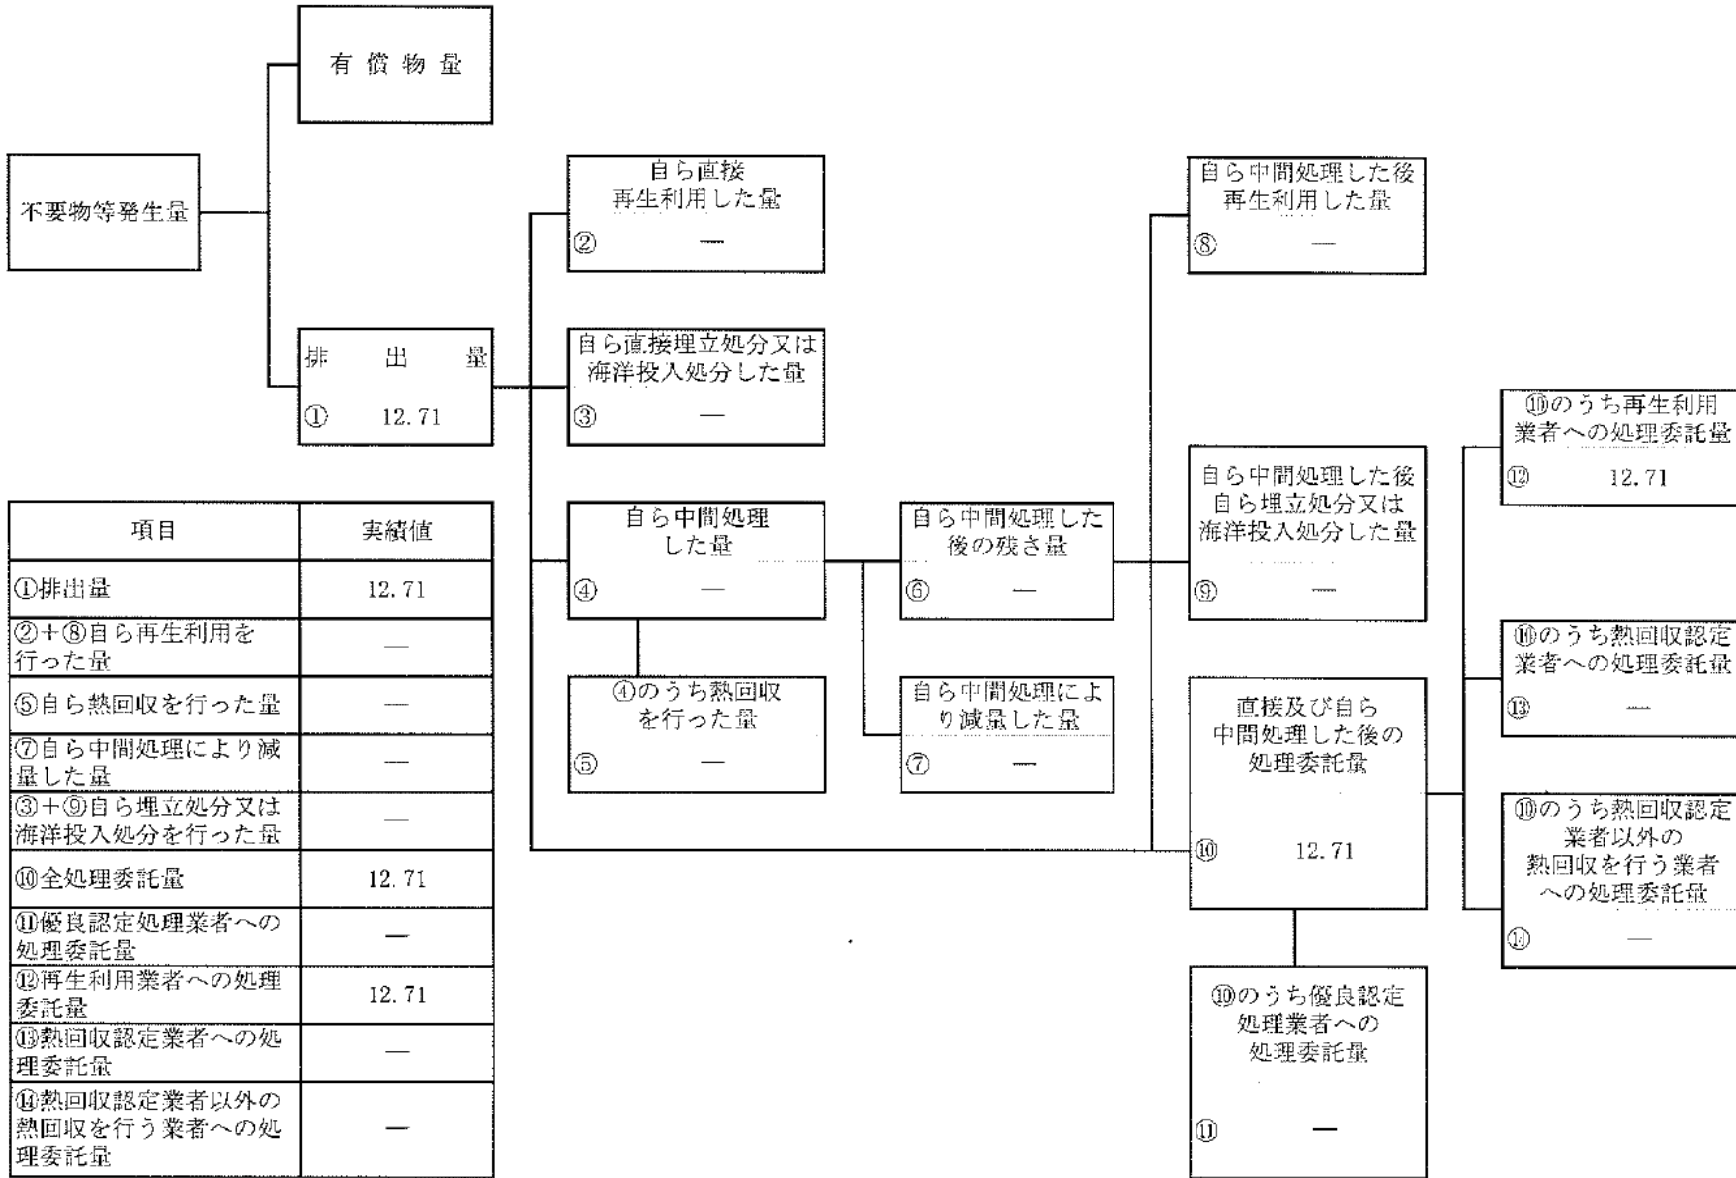 有償物量
不要物等発生量
排出量
① 12.71
自ら直接
再生利用した量
② —
自ら直接埋立処分又は
海洋投入処分した量
③ —
自ら中間処理
した量
④ —
④のうち熱回収
を行った量
⑤ —
自ら中間処理した
後の残さ量
⑥ —
自ら中間処理によ
り減量した量
⑦ —
自ら中間処理した後
再生利用した量
⑧ —
自ら中間処理した後
自ら埋立処分又は
海洋投入処分した量
⑨ —
直接及び自ら
中間処理した後の
処理委託量
⑩ 12.71
⑩のうち優良認定
処理業者への
処理委託量
⑪ —
⑩のうち再生利用
業者への処理委託量
⑫ 12.71
⑩のうち熱回収認定
業者への処理委託量
⑬ —
⑩のうち熱回収認定
業者以外の
熱回収を行う業者
への処理委託量
⑭ —
項目 実績値
①排出量 12.71
②+⑧自ら再生利用を
行った量 —
⑤自ら熱回収を行った量 —
⑦自ら中間処理により減
量した量 —
③+⑨自ら埋立処分又は
海洋投入処分を行った量 —
⑩全処理委託量 12.71
⑪優良認定処理業者への
処理委託量 —
⑫再生利用業者への処理
委託量 12.71
⑬熱回収認定業者への処
理委託量 —
⑭熱回収認定業者以外の
熱回収を行う業者への処
理委託量 —